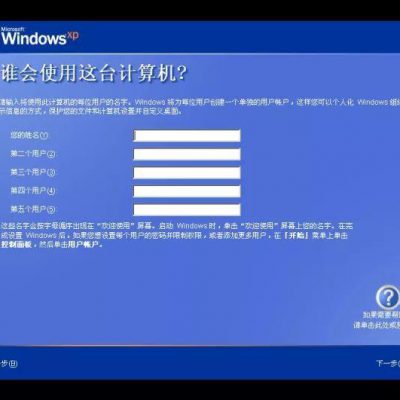 Microsoft
Windows xp
谁会使用这台计算机?
请输入将使用此计算机的每位用户的名字。Windows 将为每位用户创建一个单独的用户帐户，这样您可以个人化 Windows 组织
示信息的方式，保护您的文件和计算机设置并自定义桌面。
您的姓名(Y):
第二个用户(2):
第三个用户(3):
第四个用户(4):
第五个用户(5):
这些名字会按字母顺序出现在“欢迎使用”屏幕。启动 Windows 时，单击“欢迎使用”屏幕上您的名字。在完
成设置 Windows 后，如果您想设置每个用户的密码并限制权限，或者添加更多用户，在『开始』菜单上单击
控制面板，然后单击用户帐户。
如果需要帮
请单击此处或
步(B)
下一步